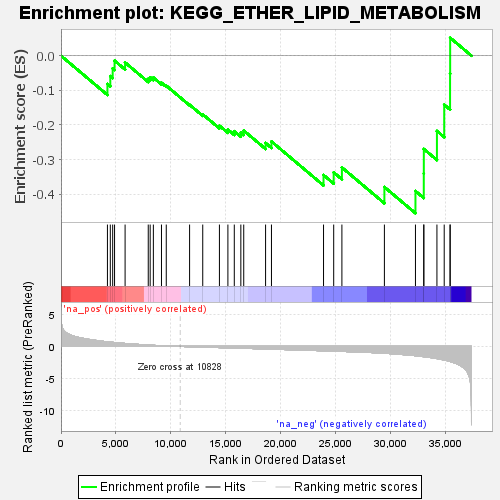 Enrichment plot: KEGG_ETHER_LIPID_METABOLISM
Enrichment score (ES)
0.0
-0.1
-0.2
-0.3
-0.4
'na_pos' (positively correlated)
Ranked list metric (PreRanked)
5
0
-5
-10
Zero cross at 10828
'na_neg' (negatively correlated)
0
5,000
10,000
15,000
20,000
25,000
30,000
35,000
Rank in Ordered Dataset
Enrichment profile
Hits
Ranking metric scores